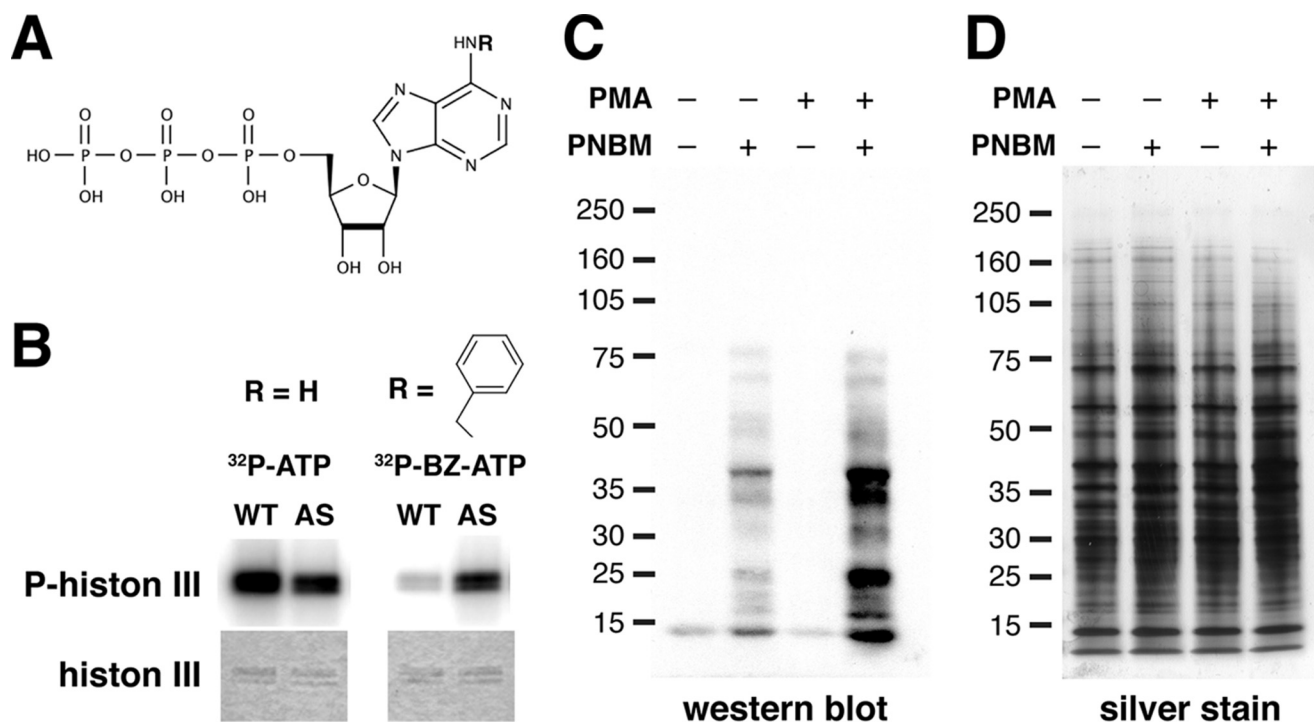 A
HNR
N
N
N
N
O
O
O
HO
P
O
P
O
P
O
O
OH
OH
OH
OH
OH
B
R = H
R =
32P-ATP
32P-BZ-ATP
WT AS
WT AS
P-histon III
histon III
C
PMA – – + +
PNBM – + – +
250
160
105
75
50
35
30
25
15
western blot
D
PMA – – + +
PNBM – + – +
250
160
105
75
50
35
30
25
15
silver stain